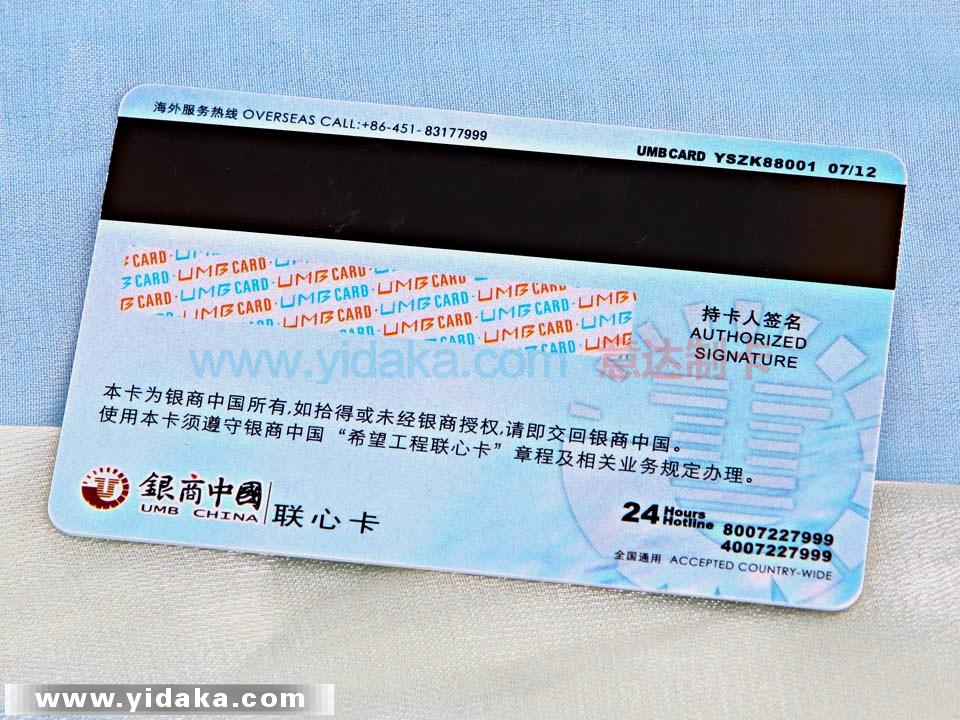 海外服务热线 OVERSEAS CALL:+86-451- 83177999
UMBCARD YSZK88001 07/12
CARD · UMB CARD · UMB CARD · UMB CARD · UMB
持卡人签名
AUTHORIZED
SIGNATURE
www.yidaka.com 意达制卡
本卡为银商中国所有,如拾得或未经银商授权,请即交回银商中国。
使用本卡须遵守银商中国“希望工程联心卡”章程及相关业务规定办理。
銀商中國
UMB CHINA
联心卡
24 Hours Hotline 8007227999
4007227999
全国通用 ACCEPTED COUNTRY-WIDE
www.yidaka.com